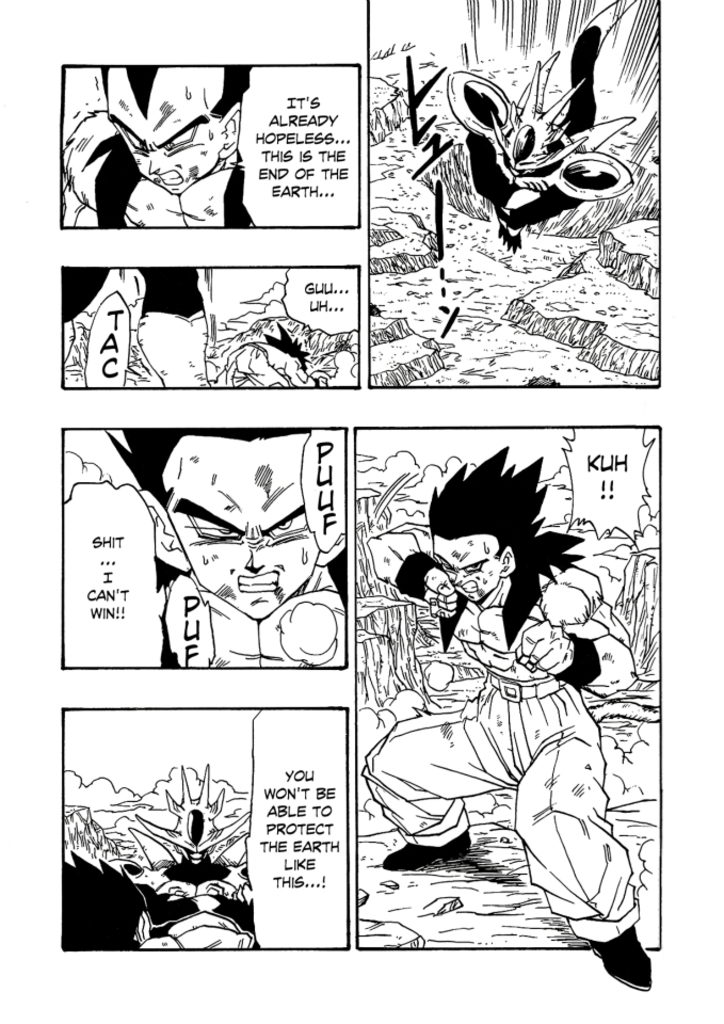 IT'S
ALREADY
HOPELESS...
THIS IS THE
END OF THE
EARTH...
GUU...
UH...
TAC
KUH
!!
PUUF
SHIT
...
I
CAN'T
WIN!!
PUF
YOU
WON'T BE
ABLE TO
PROTECT
THE EARTH
LIKE
THIS...!